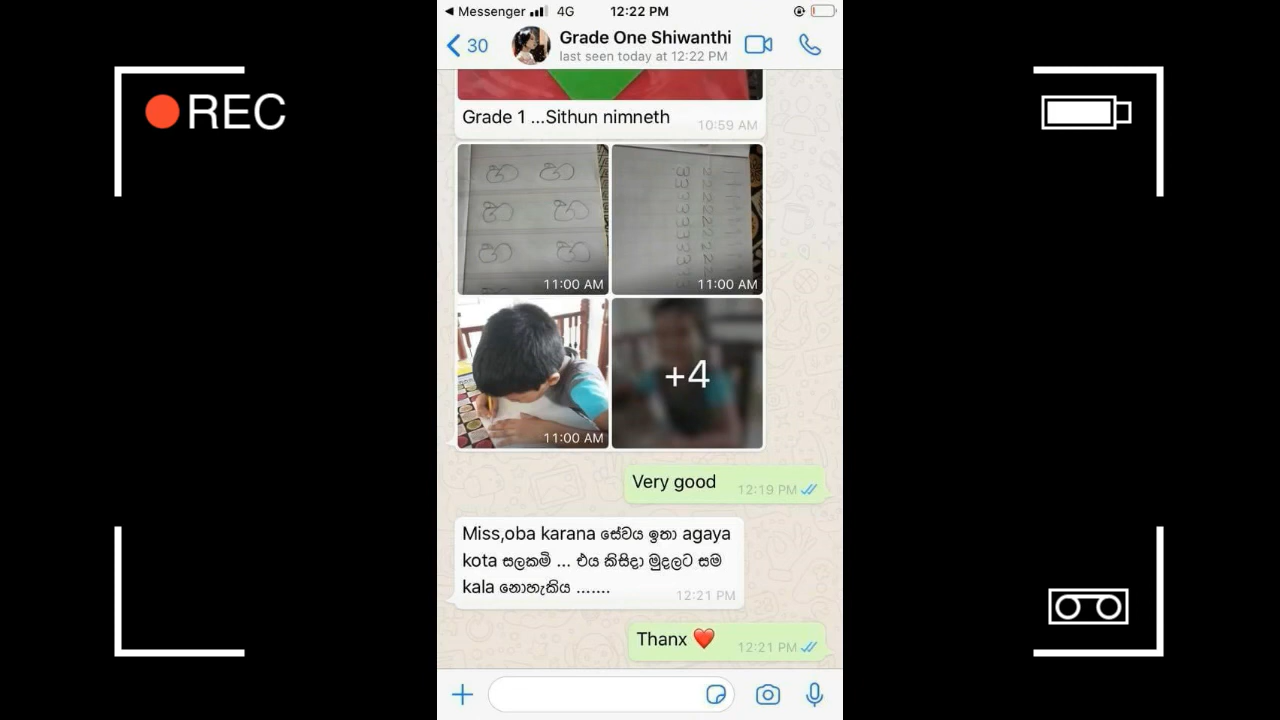 Messenger 4G 12:22 PM
REC
30 Grade One Shiwanthi
last seen today at 12:22 PM
Grade 1 ...Sithun nimneth 10:59 AM
11:00 AM 11:00 AM
11:00 AM +4
Very good 12:19 PM
Miss,oba karana සේවය ඉතා agaya
kota සලකමි ... එය කිසිදා මුදලට සම
kala නොහැකිය .......
12:21 PM
Thanx ❤️ 12:21 PM